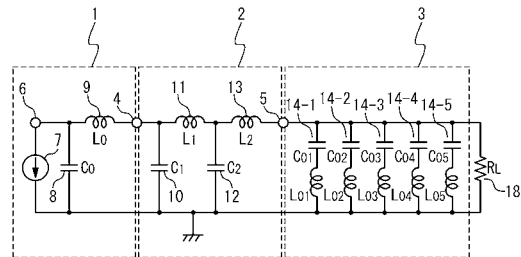 1 2 3
6 9 4 11 13 5 14-1 14-2 14-3 14-4 14-5
7 L0 L1 L2 C01 C02 C03 C04 C05
C0 C1 C2 RL
8 10 12 L01 L02 L03 L04 L05 18